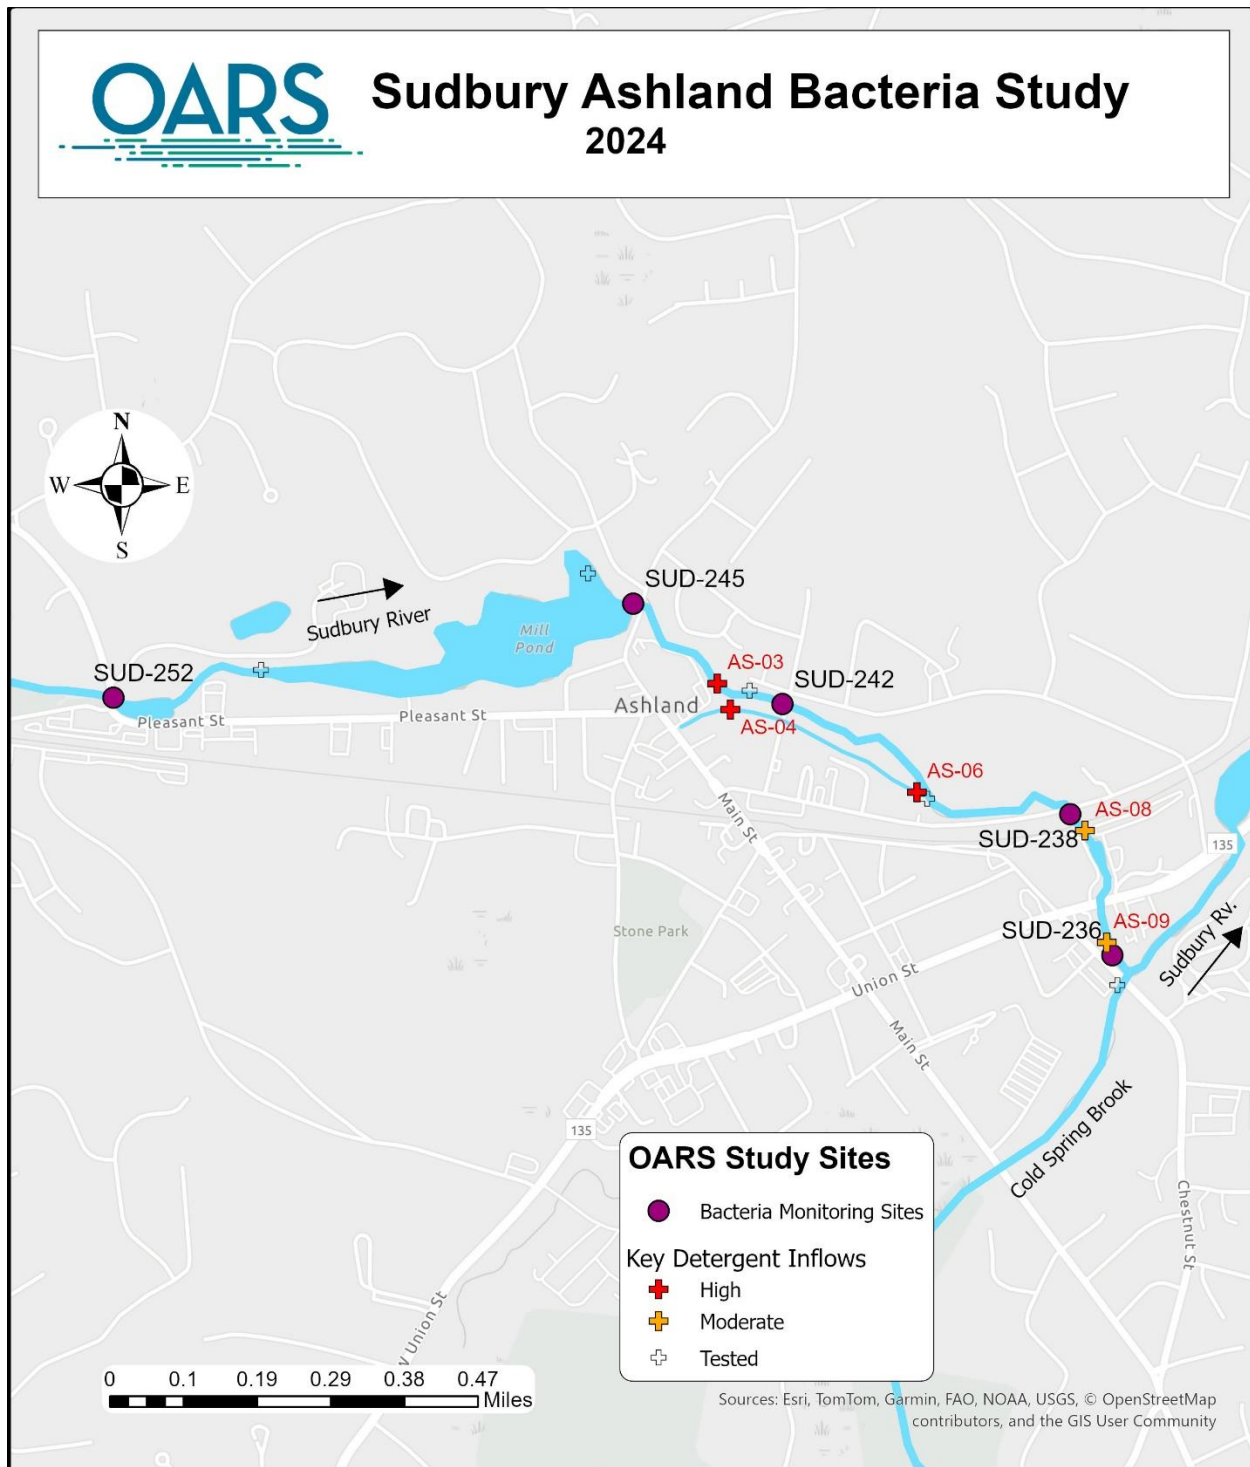 OARS
Sudbury Ashland Bacteria Study
2024
N
W
E
S
SUD-245
Sudbury River
Mill
Pond
SUD-252
AS-03
SUD-242
Ashland
Pleasant St
Pleasant St
AS-04
AS-06
AS-08
SUD-238
135
Main St
AS-09
SUD-236
Stone Park
Sudbury Rv.
Union St
Main St
Cold Spring Brook
135
Chestnut St
W Union St
OARS Study Sites
Bacteria Monitoring Sites
Key Detergent Inflows
High
Moderate
Tested
0 0.1 0.19 0.29 0.38 0.47
Miles
Sources: Esri, TomTom, Garmin, FAO, NOAA, USGS, © OpenStreetMap
contributors, and the GIS User Community